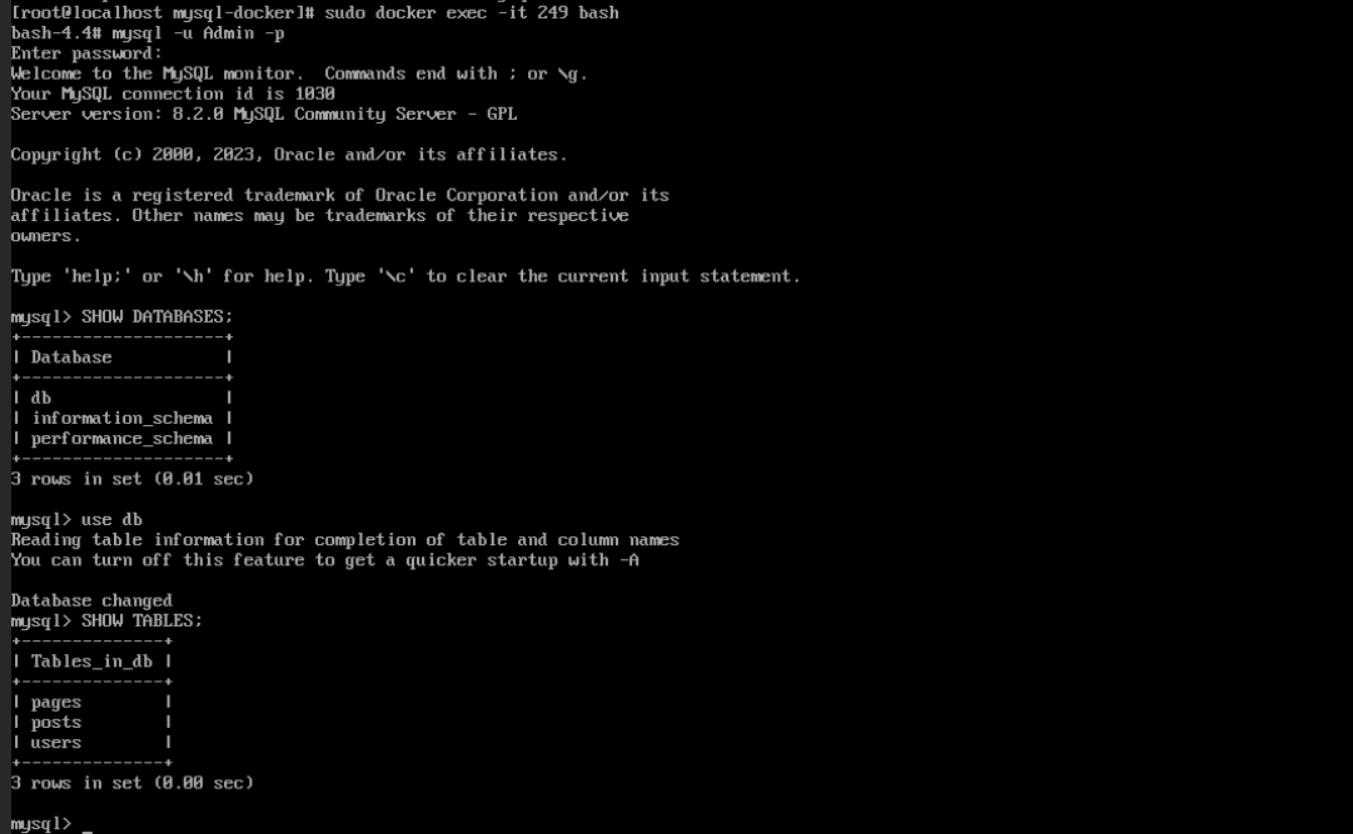 [root@localhost mysql-docker]# sudo docker exec -it 249 bash
bash-4.4# mysql -u Admin -p
Enter password:
Welcome to the MySQL monitor.  Commands end with ; or \g.
Your MySQL connection id is 1030
Server version: 8.2.0 MySQL Community Server - GPL

Copyright (c) 2000, 2023, Oracle and/or its affiliates.

Oracle is a registered trademark of Oracle Corporation and/or its
affiliates. Other names may be trademarks of their respective
owners.

Type 'help;' or '\h' for help. Type '\c' to clear the current input statement.

mysql> SHOW DATABASES;
+--------------------+
| Database           |
+--------------------+
| db                 |
| information_schema |
| performance_schema |
+--------------------+
3 rows in set (0.01 sec)

mysql> use db
Reading table information for completion of table and column names
You can turn off this feature to get a quicker startup with -A

Database changed
mysql> SHOW TABLES;
+--------------+
| Tables_in_db |
+--------------+
| pages        |
| posts        |
| users        |
+--------------+
3 rows in set (0.00 sec)

mysql> _